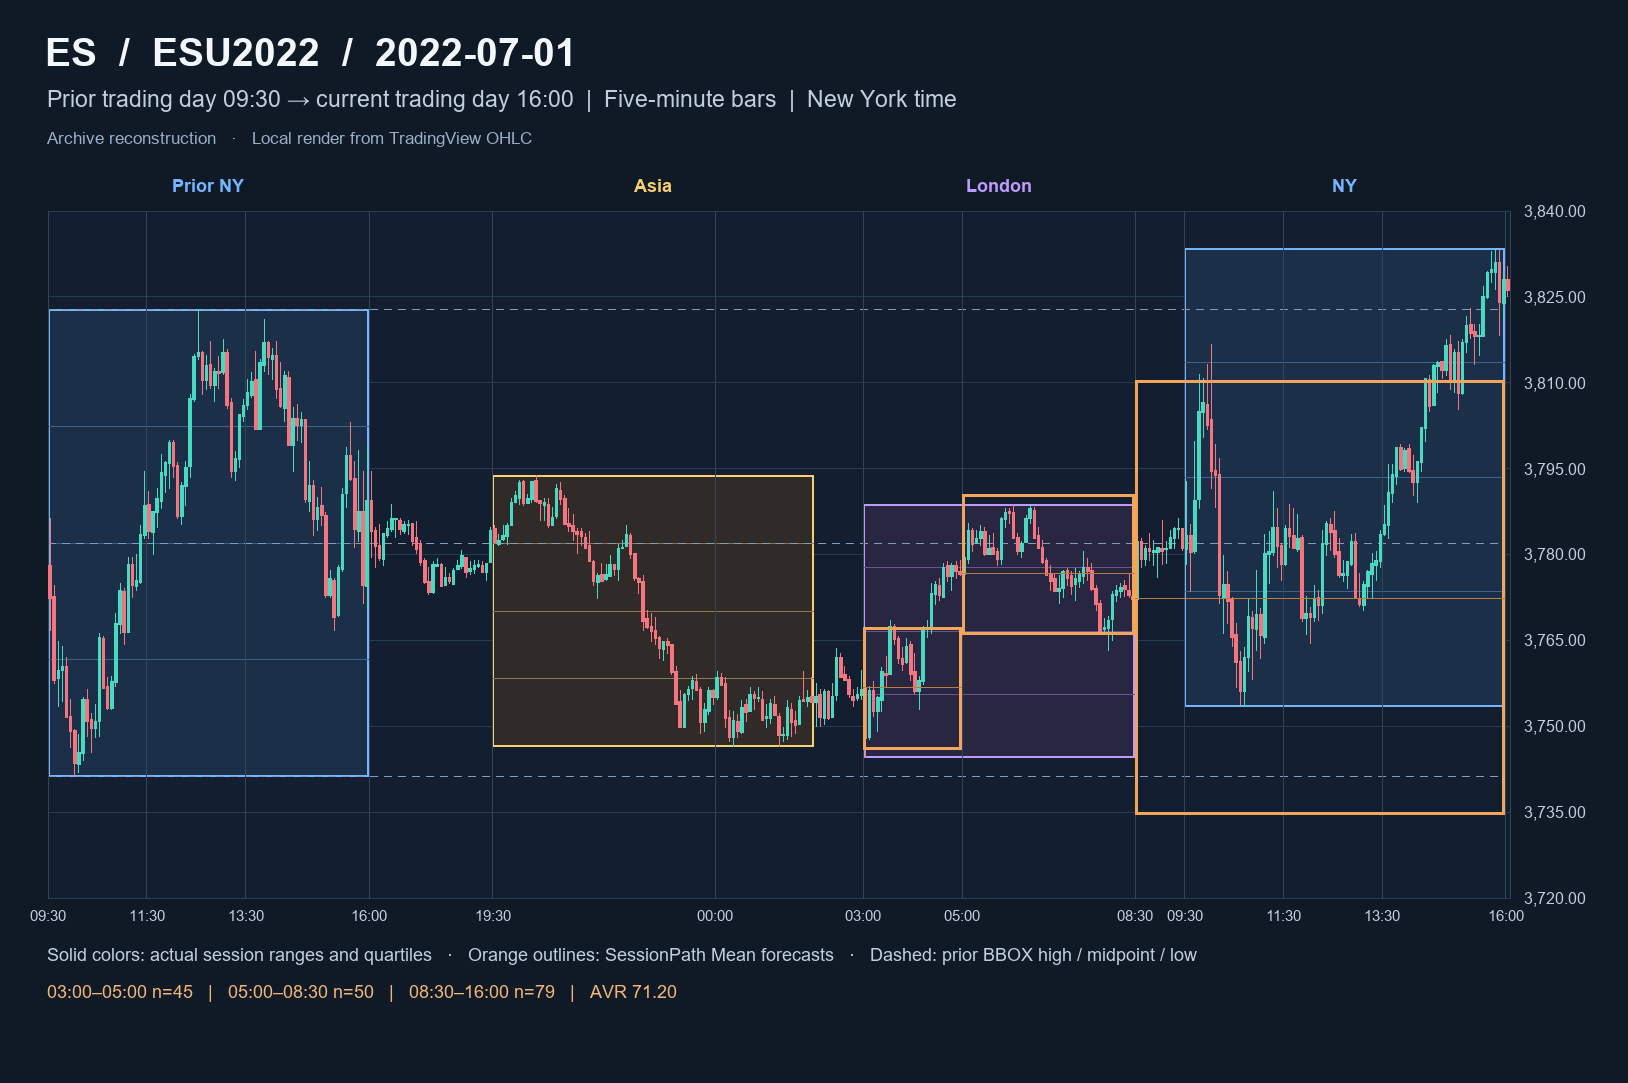 ES / ESU2022 / 2022-07-01
Prior trading day 09:30 → current trading day 16:00 | Five-minute bars | New York time
Archive reconstruction · Local render from TradingView OHLC
Prior NY Asia London NY
3,840.00
3,825.00
3,810.00
3,795.00
3,780.00
3,765.00
3,750.00
3,735.00
3,720.00
09:30 11:30 13:30 16:00 19:30 00:00 03:00 05:00 08:30 09:30 11:30 13:30 16:00
Solid colors: actual session ranges and quartiles · Orange outlines: SessionPath Mean forecasts · Dashed: prior BBOX high / midpoint / low
03:00–05:00 n=45 | 05:00–08:30 n=50 | 08:30–16:00 n=79 | AVR 71.20